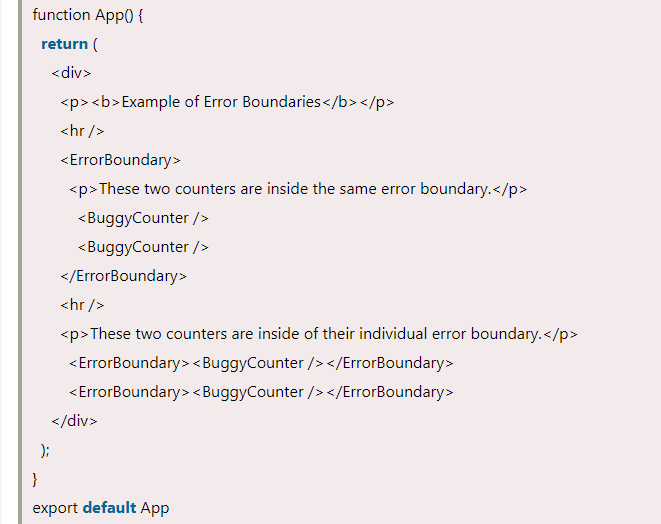 function App() {
return (
<div>
<p><b>Example of Error Boundaries</b></p>
<hr />
<ErrorBoundary>
<p>These two counters are inside the same error boundary.</p>
<BuggyCounter />
<BuggyCounter />
</ErrorBoundary>
<hr />
<p>These two counters are inside of their individual error boundary.</p>
<ErrorBoundary><BuggyCounter /></ErrorBoundary>
<ErrorBoundary><BuggyCounter /></ErrorBoundary>
</div>
);
}
export default App